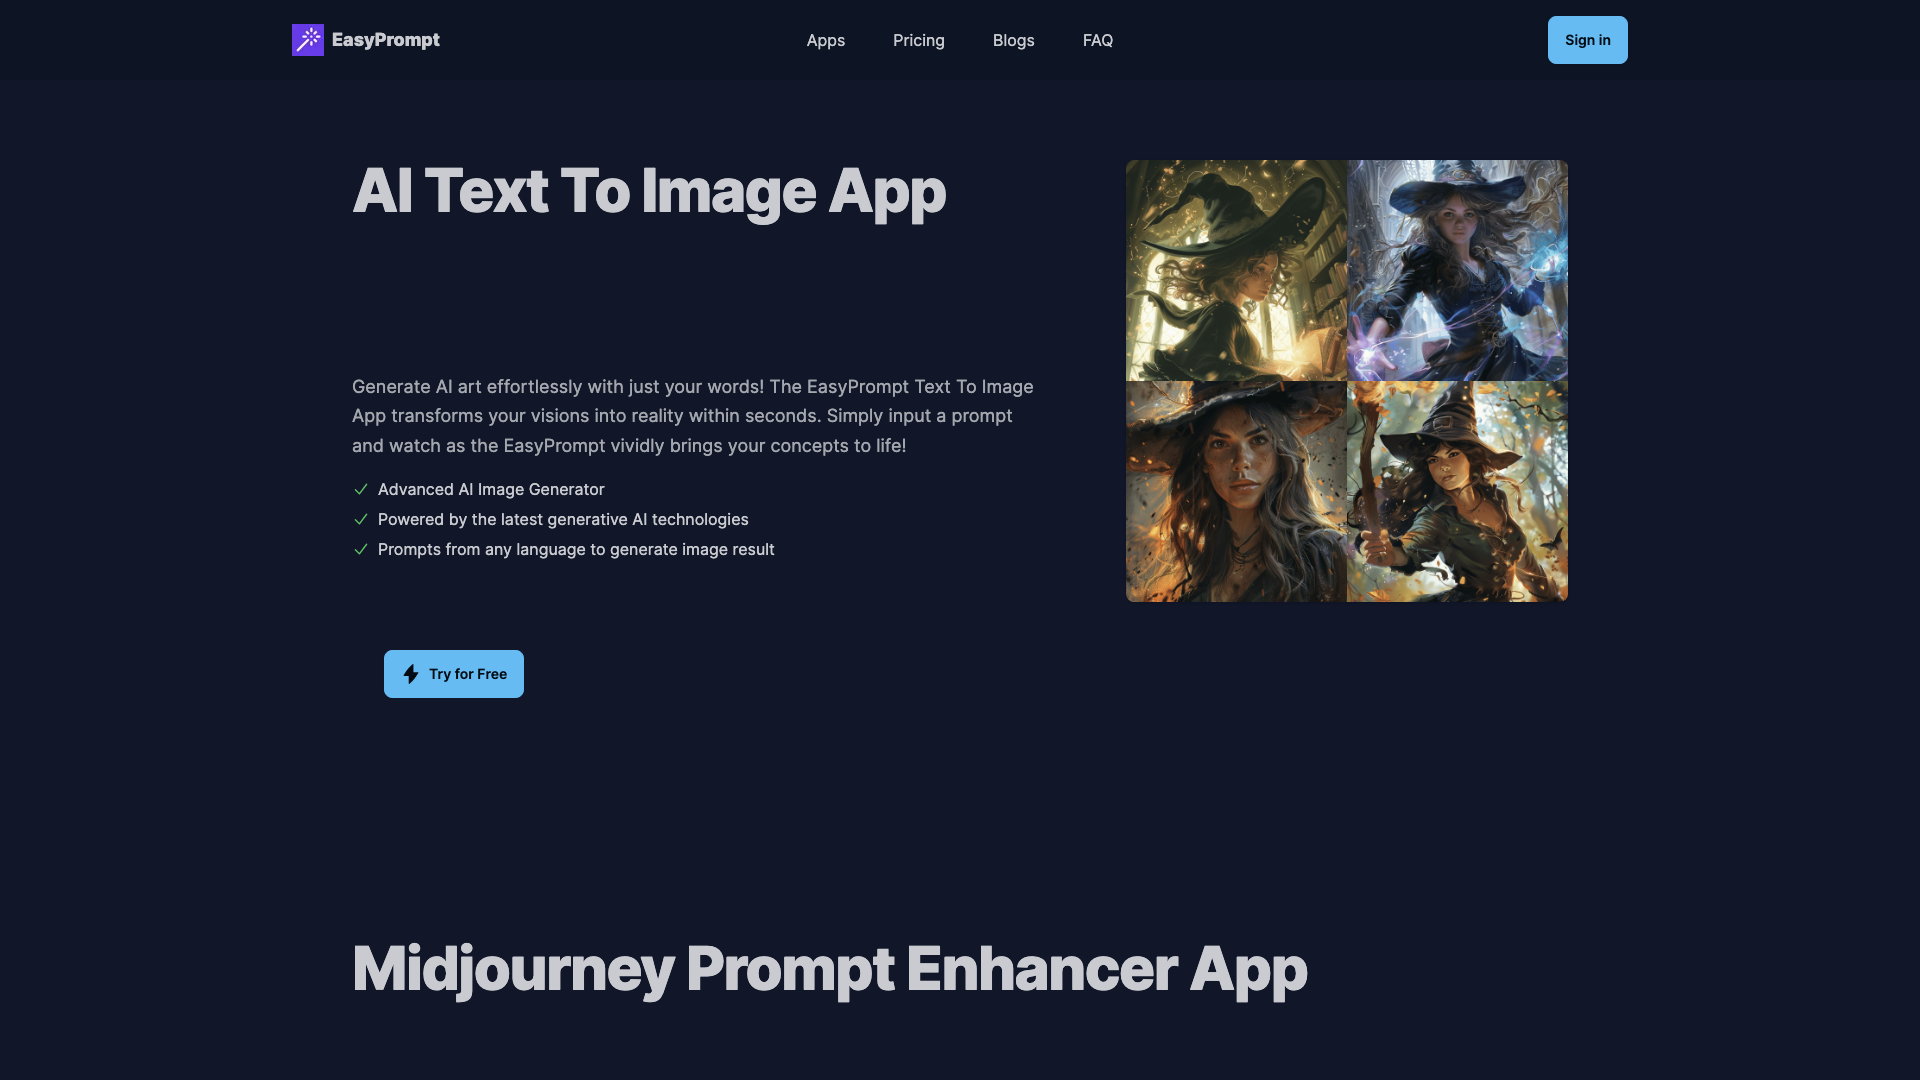 EasyPrompt
Apps
Pricing
Blogs
FAQ
Sign in
AI Text To Image App
Generate AI art effortlessly with just your words! The EasyPrompt Text To Image
App transforms your visions into reality within seconds. Simply input a prompt
and watch as the EasyPrompt vividly brings your concepts to life!
Advanced AI Image Generator
Powered by the latest generative AI technologies
Prompts from any language to generate image result
Try for Free
Midjourney Prompt Enhancer App